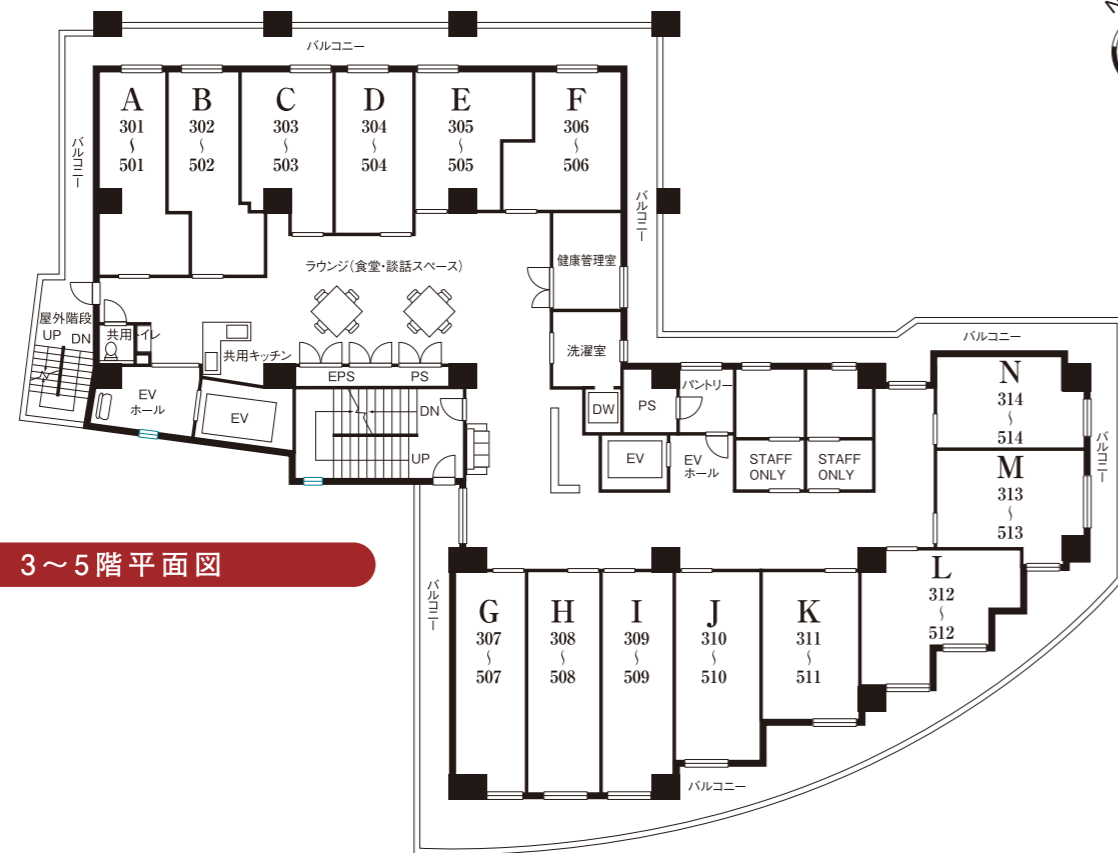 N
バルコニー
バルコニー
A
301
〜
501
B
302
〜
502
C
303
〜
503
D
304
〜
504
E
305
〜
505
F
306
〜
506
バルコニー
健康管理室
ラウンジ(食堂・談話スペース)
屋外階段
UP DN
共用トイレ
共用キッチン
洗濯室
EPS
PS
EV
ホール
EV
DN
UP
DW
PS
パントリー
EV
EV
ホール
STAFF
ONLY
STAFF
ONLY
バルコニー
N
314
〜
514
M
313
〜
513
バルコニー
L
312
〜
512
3〜5階平面図
バルコニー
G
307
〜
507
H
308
〜
508
I
309
〜
509
J
310
〜
510
K
311
〜
511
バルコニー